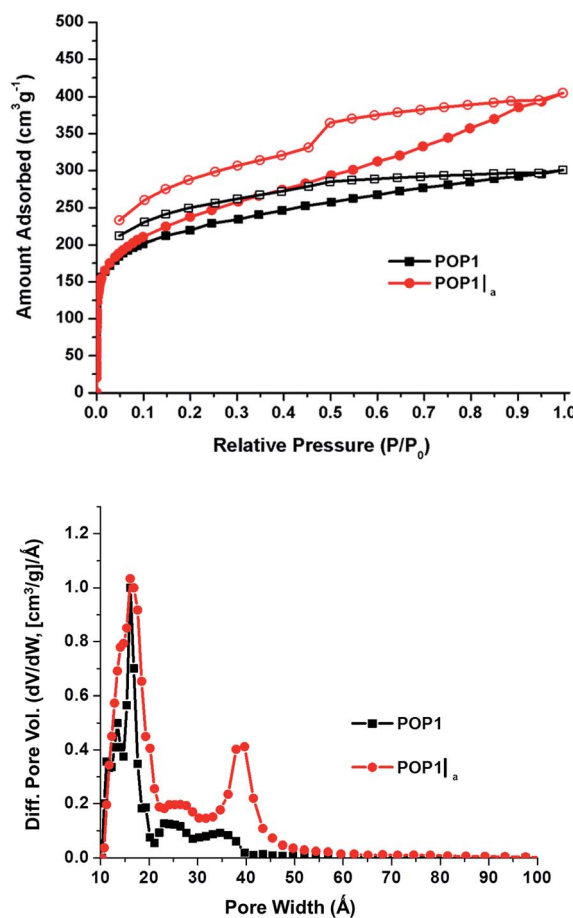 500
450
400
350
300
250
200
150
100
50
0
Amount Adsorbed (cm³g⁻¹)
POP1
POP1|ₐ
0.0 0.1 0.2 0.3 0.4 0.5 0.6 0.7 0.8 0.9 1.0
Relative Pressure (P/P₀)
1.2
1.0
0.8
0.6
0.4
0.2
0.0
Diff. Pore Vol. (dV/dW, [cm³/g]/Å)
POP1
POP1|ₐ
10 20 30 40 50 60 70 80 90 100
Pore Width (Å)